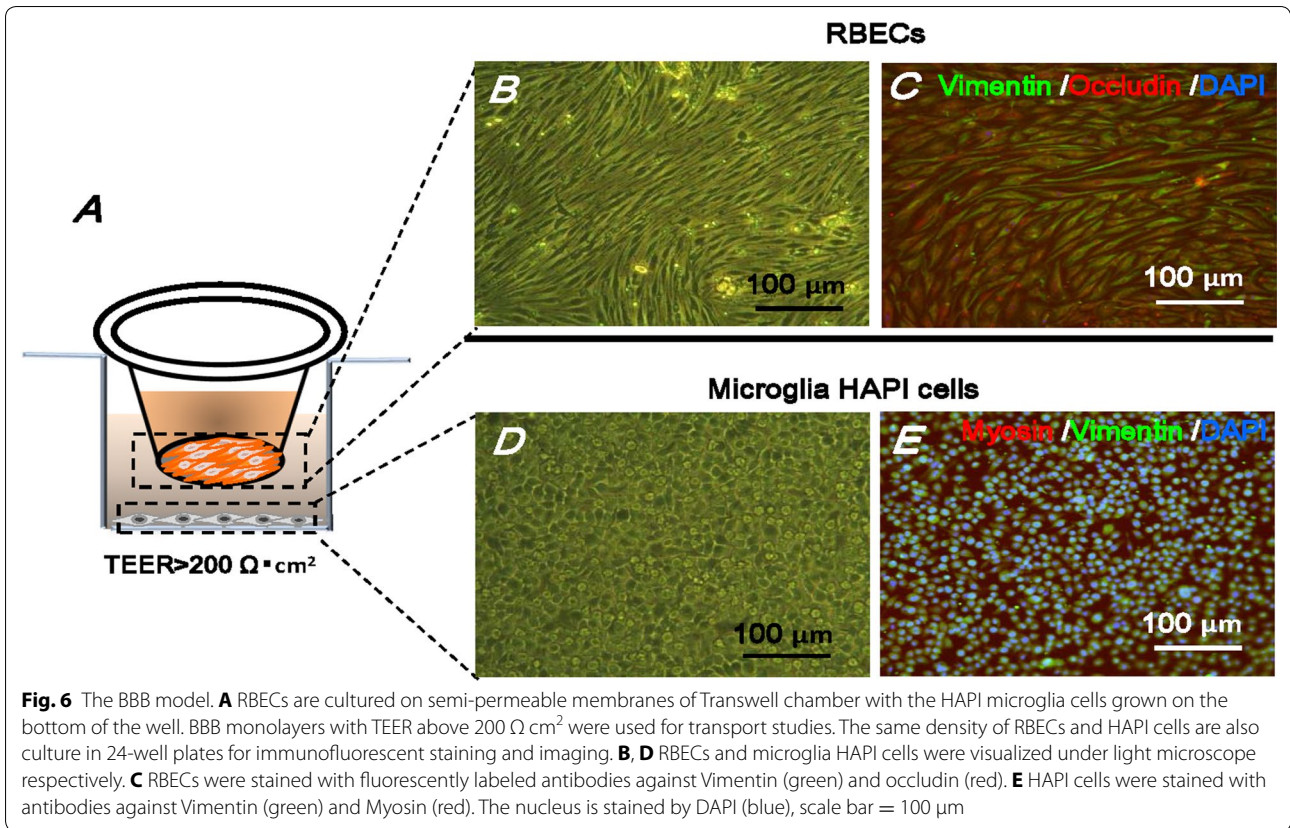 RBECs
A
B
100 µm
C Vimentin /Occludin /DAPI
100 µm
TEER>200 Ω·cm²
Microglia HAPI cells
D
100 µm
E Myosin /Vimentin /DAPI
100 µm
Fig. 6 The BBB model. A RBECs are cultured on semi-permeable membranes of Transwell chamber with the HAPI microglia cells grown on the
bottom of the well. BBB monolayers with TEER above 200 Ω cm² were used for transport studies. The same density of RBECs and HAPI cells are also
culture in 24-well plates for immunofluorescent staining and imaging. B, D RBECs and microglia HAPI cells were visualized under light microscope
respectively. C RBECs were stained with fluorescently labeled antibodies against Vimentin (green) and occludin (red). E HAPI cells were stained with
antibodies against Vimentin (green) and Myosin (red). The nucleus is stained by DAPI (blue), scale bar = 100 µm